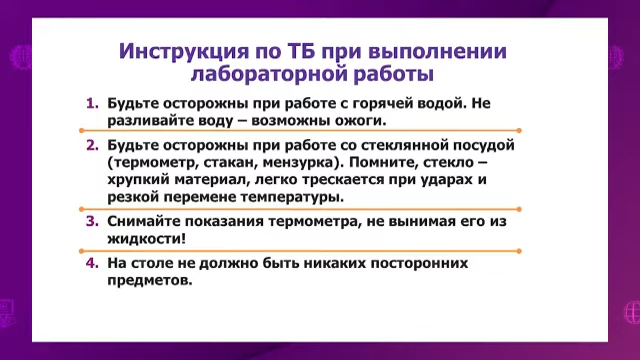 Инструкция по ТБ при выполнении
лабораторной работы
1. Будьте осторожны при работе с горячей водой. Не
разливайте воду – возможны ожоги.
2. Будьте осторожны при работе со стеклянной посудой
(термометр, стакан, мензурка). Помните, стекло –
хрупкий материал, легко трескается при ударах и
резкой перемене температуры.
3. Снимайте показания термометра, не вынимая его из
жидкости!
4. На столе не должно быть никаких посторонних
предметов.